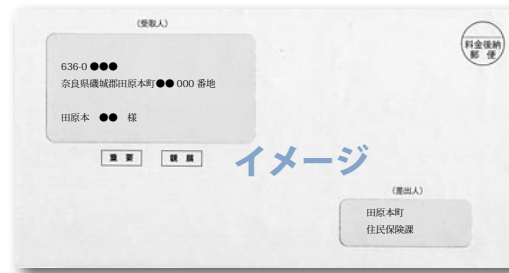 (受取人)
料金後納
郵便
636-0 ●●●
奈良県磯城郡田原本町●● 000 番地
田原本 ●● 様
重要
親展
イメージ
(差出人)
田原本町
住民保険課